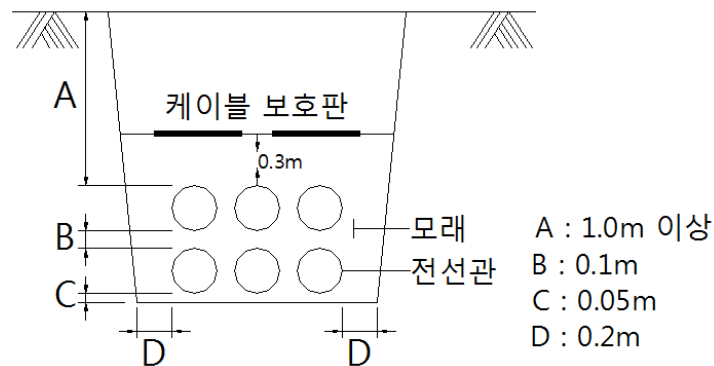 A
케이블 보호판
0.3m
B
모래
전선관
C
D
D
A : 1.0m 이상
B : 0.1m
C : 0.05m
D : 0.2m